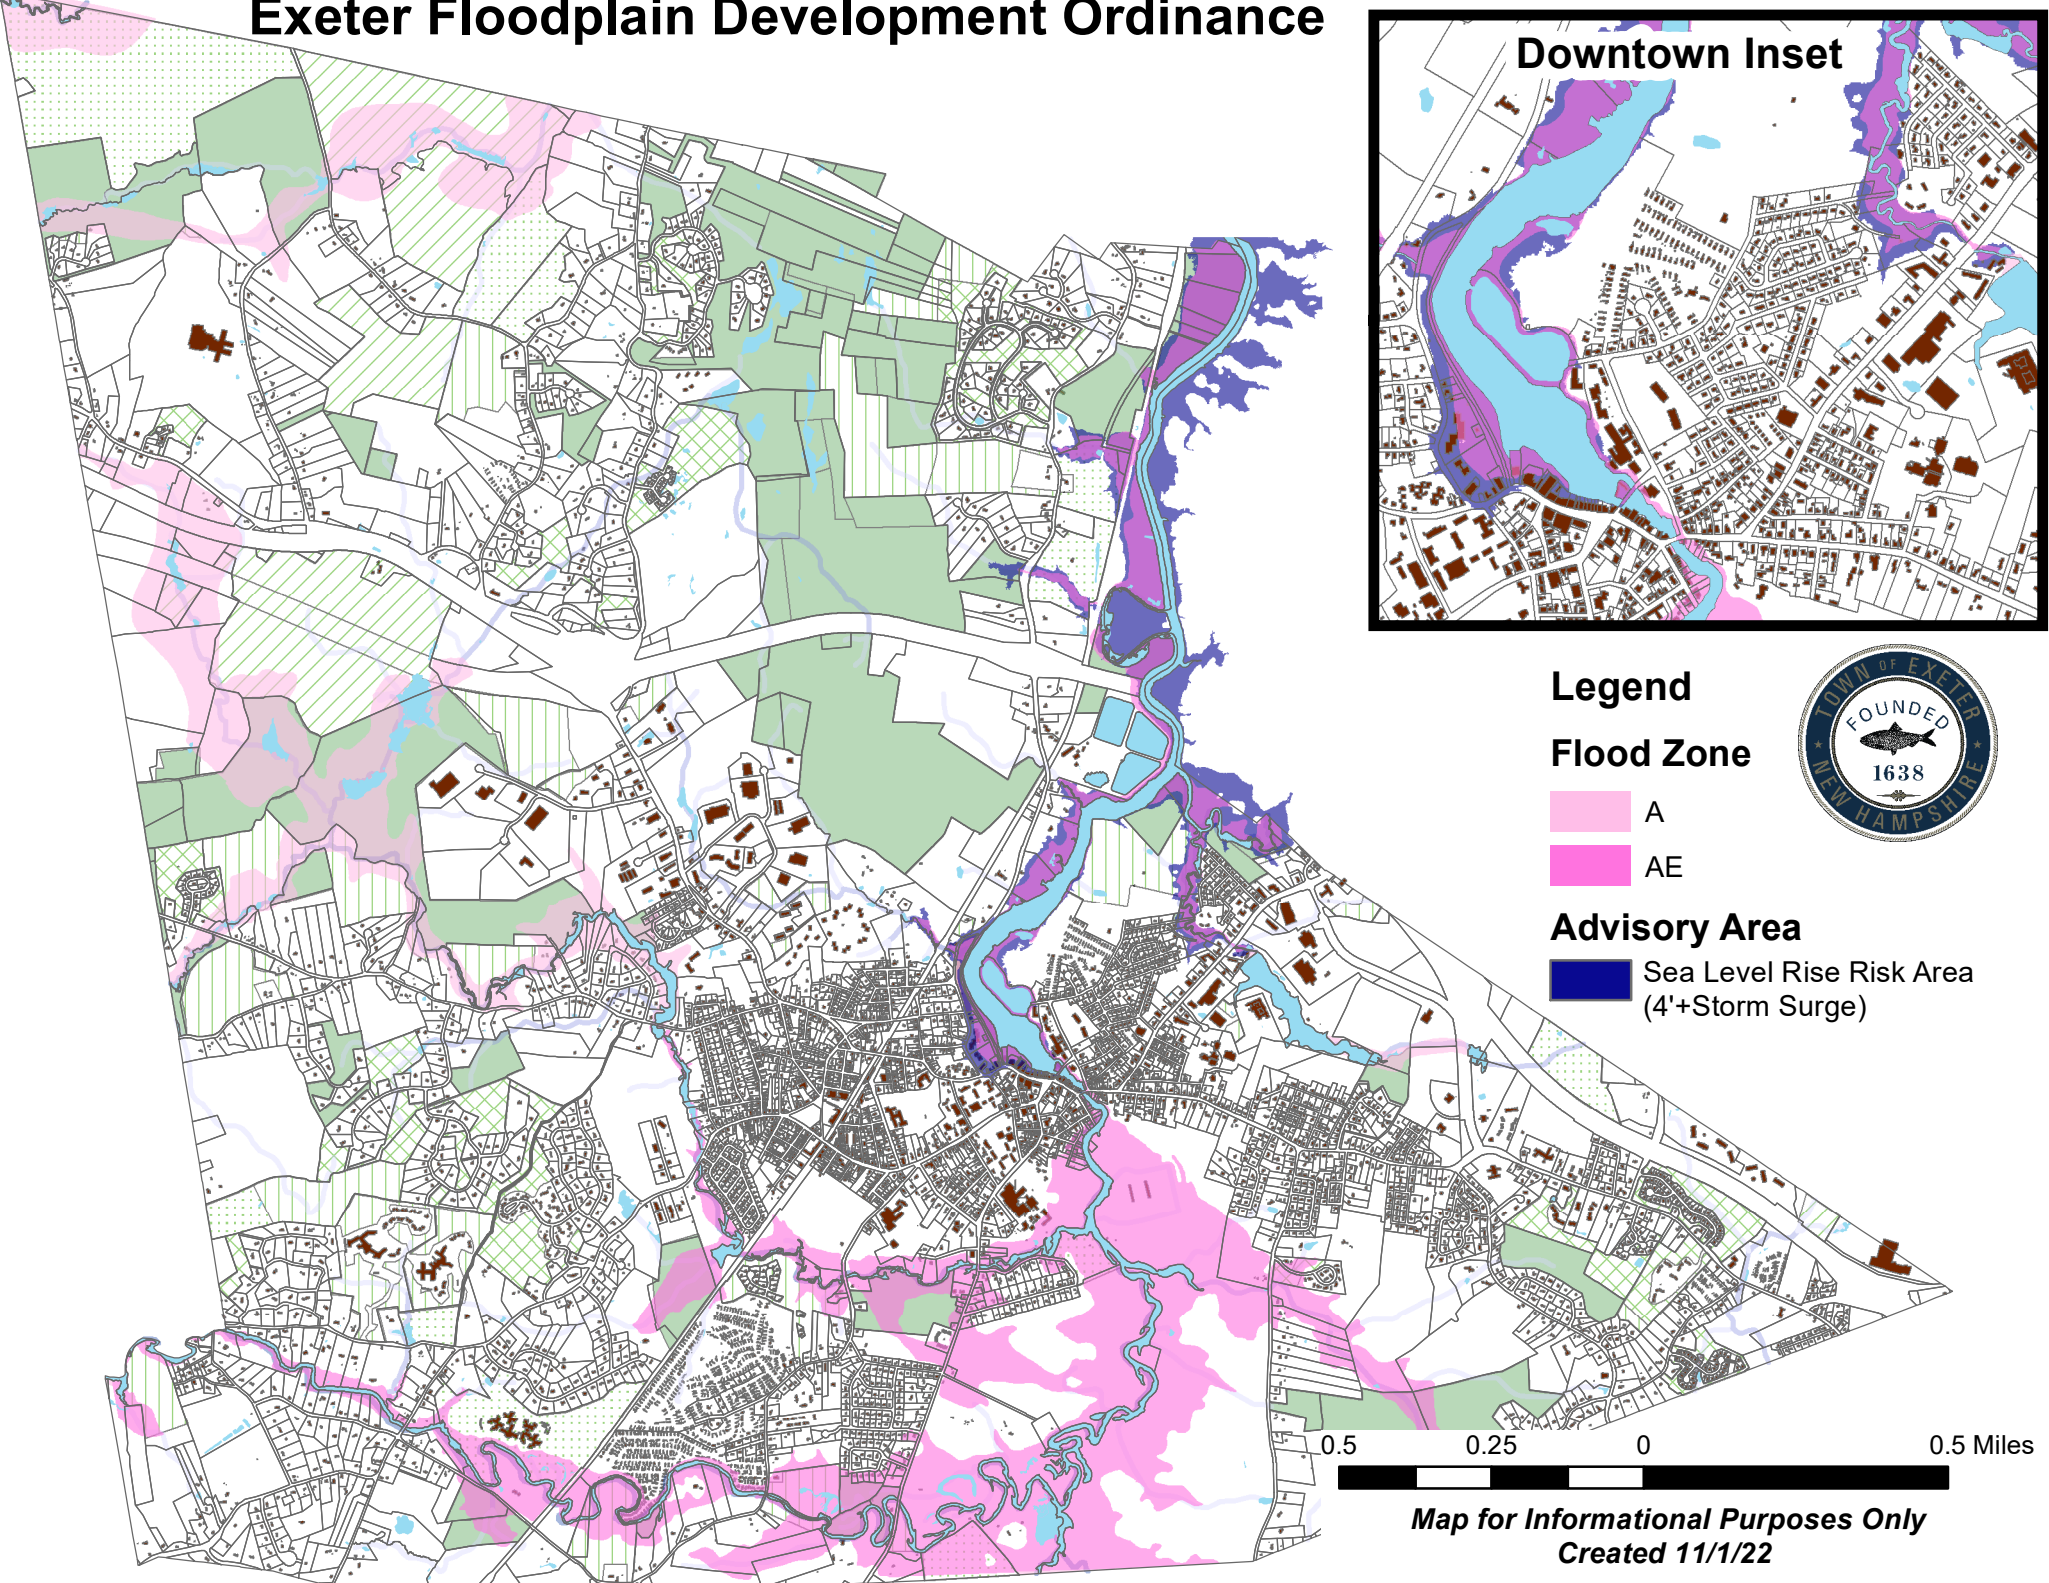 Exeter Floodplain Development Ordinance
Downtown Inset
Legend
TOWN OF EXETER
FOUNDED
1638
NEW HAMPSHIRE
Flood Zone
A
AE
Advisory Area
Sea Level Rise Risk Area
(4'+Storm Surge)
0.5 0.25 0 0.5 Miles
Map for Informational Purposes Only
Created 11/1/22